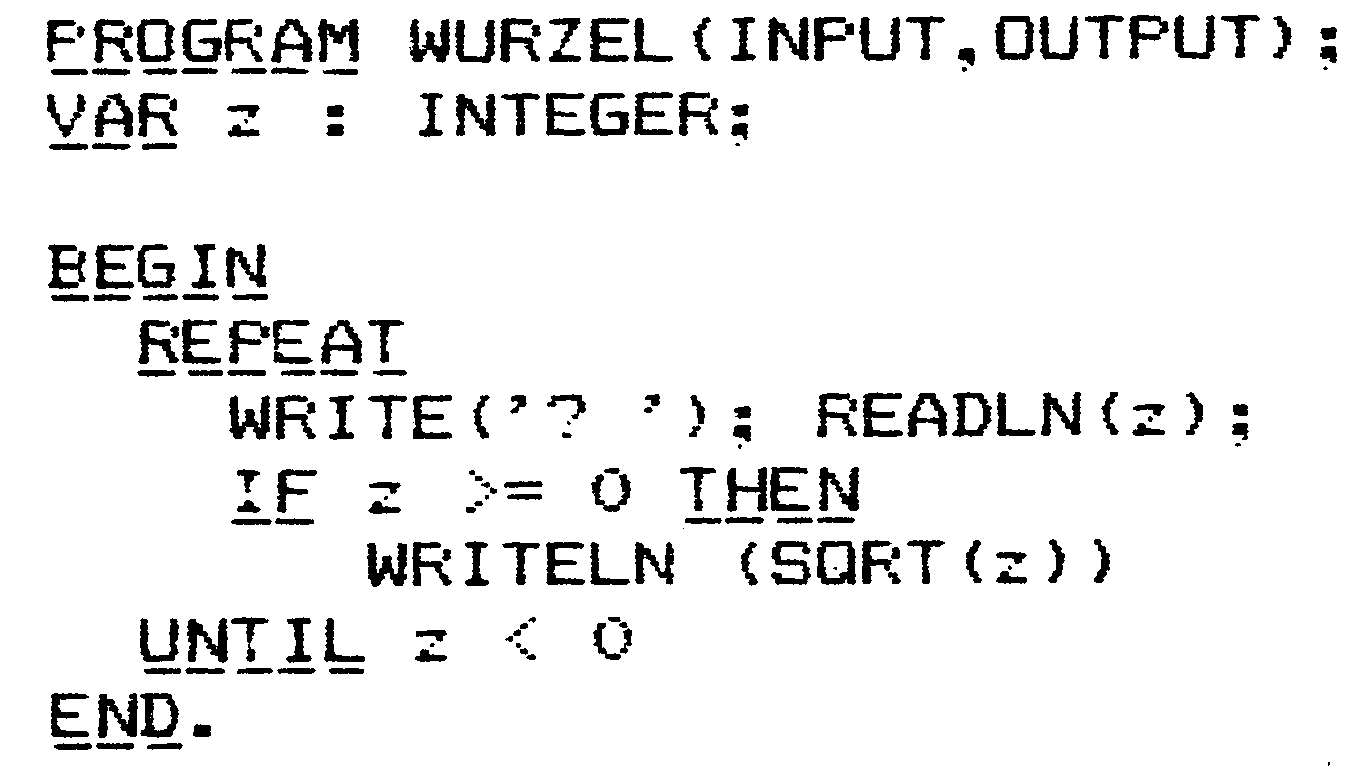 PROGRAM WURZEL(INPUT,OUTPUT);
VAR z : INTEGER;
BEGIN
REPEAT
WRITE('? '); READLN(z);
IF z >= 0 THEN
WRITELN (SQRT(z))
UNTIL z < 0
END.